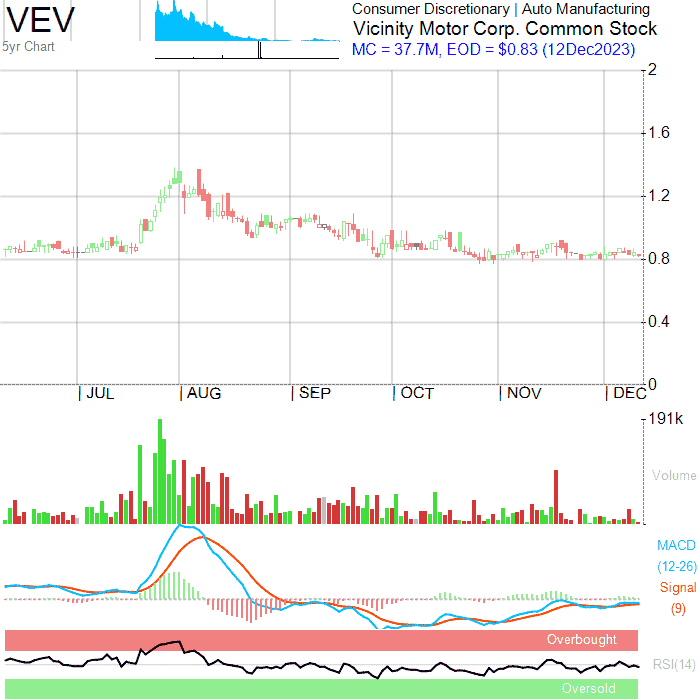 VEV
5yr Chart
Consumer Discretionary | Auto Manufacturing
Vicinity Motor Corp. Common Stock
MC = 37.7M, EOD = $0.83 (12Dec2023)
2
1.6
1.2
0.8
0.4
0
| JUL | AUG | SEP | OCT | NOV | DEC
191k
Volume
MACD
(12-26)
Signal
(9)
Overbought
RSI(14)
Oversold